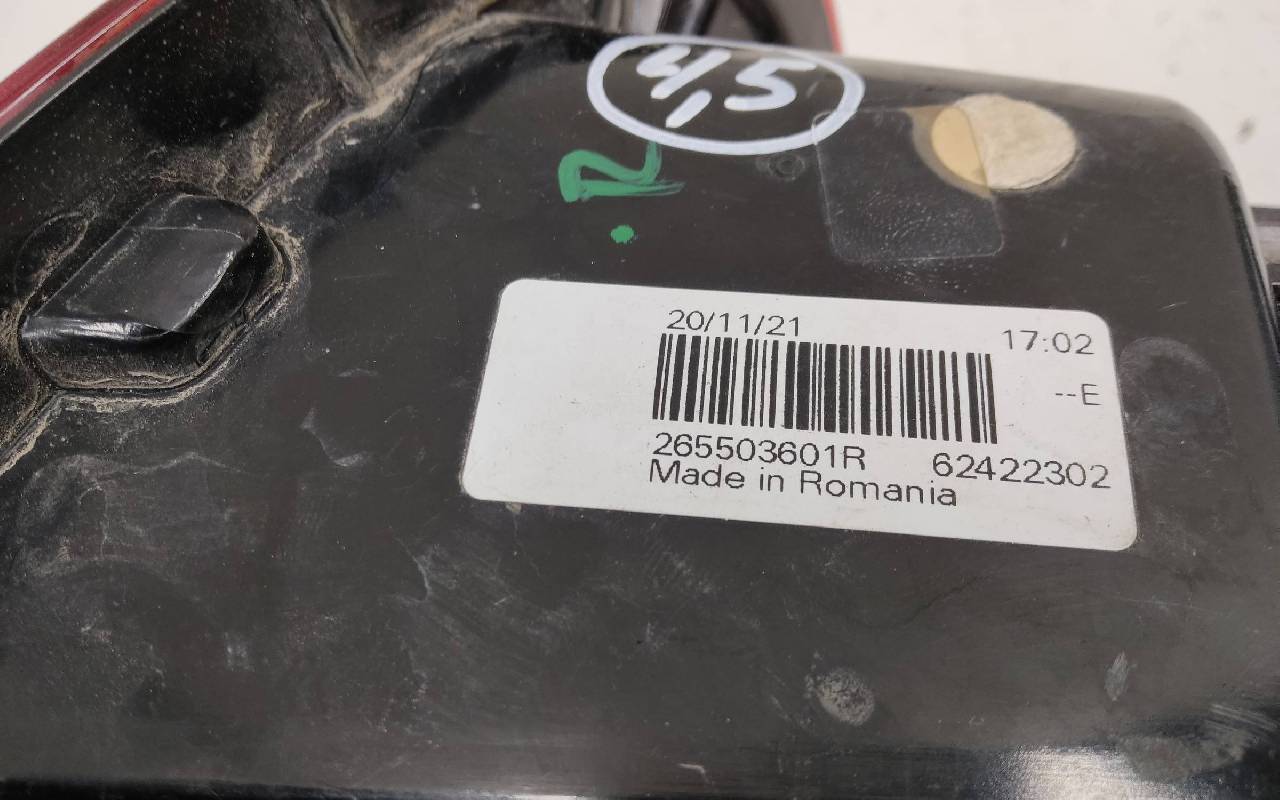 4,5
R.
20/11/21
17:02
--E
265503601R 62422302
Made in Romania